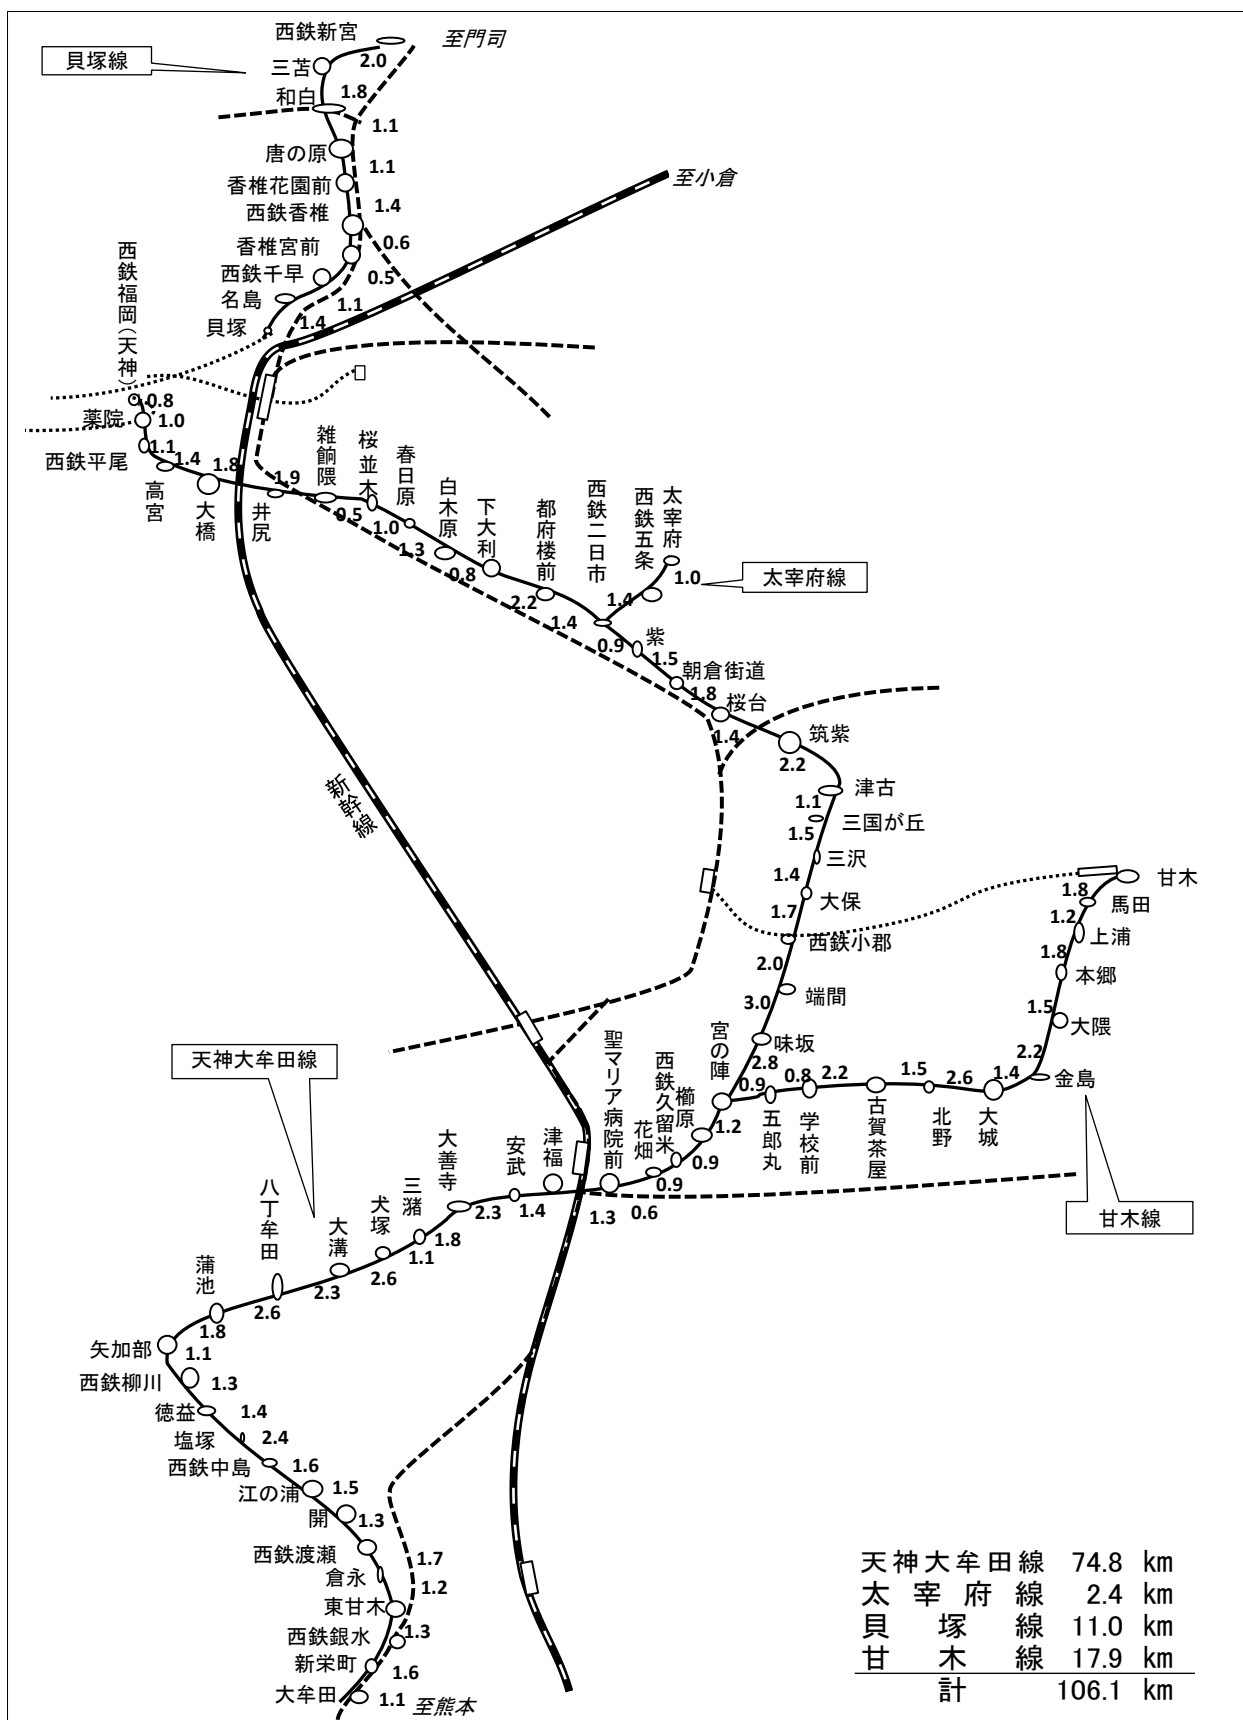 西鉄新宮
至門司
貝塚線
三苫
2.0
和白
1.8
1.1
唐の原
1.1
至小倉
香椎花園前
西鉄香椎
1.4
香椎宮前
0.6
西鉄千早
0.5
名島
1.1
貝塚
1.4
西鉄福岡(天神)
0.8
薬院
1.0
西鉄平尾
1.1
1.4
1.8
高宮
大橋
井尻
1.9
雑餉隈
0.5
桜並木
1.0
春日原
1.3
白木原
0.8
下大利
2.2
都府楼前
1.4
西鉄二日市
西鉄五条
太宰府
1.4
1.0
太宰府線
0.9
紫
1.5
朝倉街道
1.8
桜台
1.4
筑紫
2.2
津古
1.1
三国が丘
1.5
三沢
1.4
大保
1.7
西鉄小郡
2.0
端間
3.0
味坂
2.8
新幹線
甘木
1.8
馬田
1.2
上浦
1.8
本郷
1.5
大隈
2.2
金島
1.4
大城
2.6
北野
1.5
古賀茶屋
2.2
学校前
0.8
五郎丸
0.9
宮の陣
1.2
櫛原
0.9
西鉄久留米
0.9
花畑
0.6
聖マリア病院前
1.3
津福
1.4
安武
2.3
大善寺
1.8
三潴
1.1
犬塚
2.6
大溝
2.3
八丁牟田
2.6
蒲池
1.8
天神大牟田線
甘木線
矢加部
1.1
西鉄柳川
1.3
徳益
1.4
塩塚
2.4
西鉄中島
1.6
江の浦
1.5
開
1.3
西鉄渡瀬
1.7
倉永
1.2
東甘木
1.3
西鉄銀水
新栄町
1.6
大牟田
1.1
至熊本
天神大牟田線 74.8 km
太宰府線 2.4 km
貝塚線 11.0 km
甘木線 17.9 km
計 106.1 km